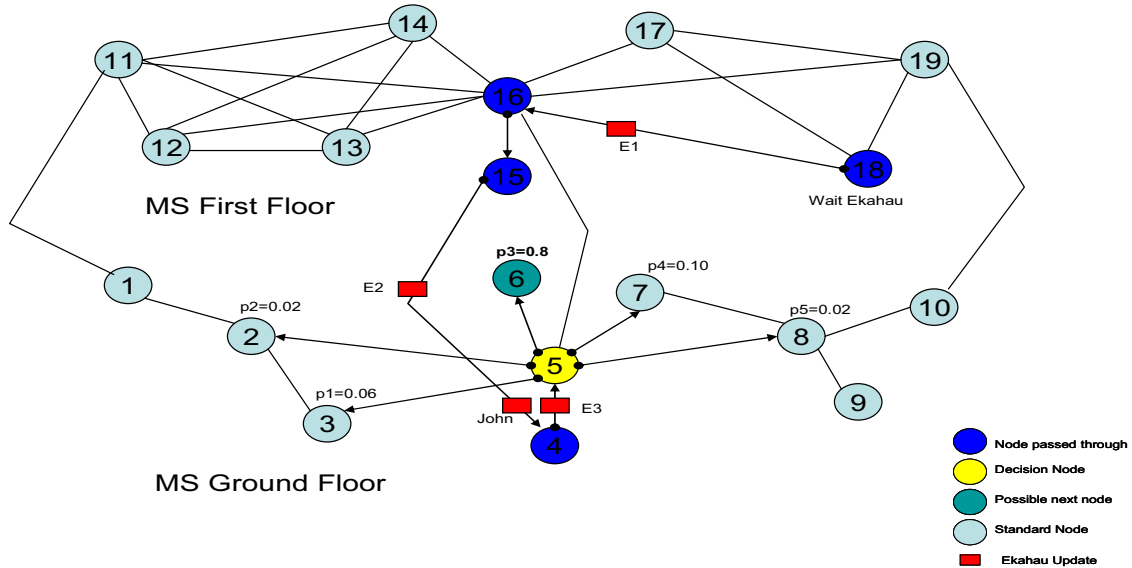 14
17
11
19
16
E1
12
13
15
18
MS First Floor
Wait Ekahau
p3=0.8
p4=0.10
1
E2
6
7
p2=0.02
p5=0.02
10
2
8
5
p1=0.06
3
John
E3
9
4
MS Ground Floor
Node passed through
Decision Node
Possible next node
Standard Node
Ekahau Update